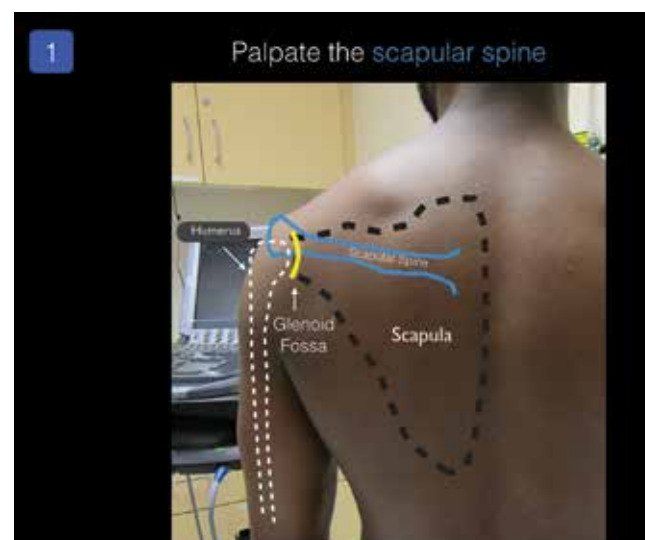 1
Palpate the scapular spine
Humerus
Scapular Spine
Glenoid
Fossa
Scapula